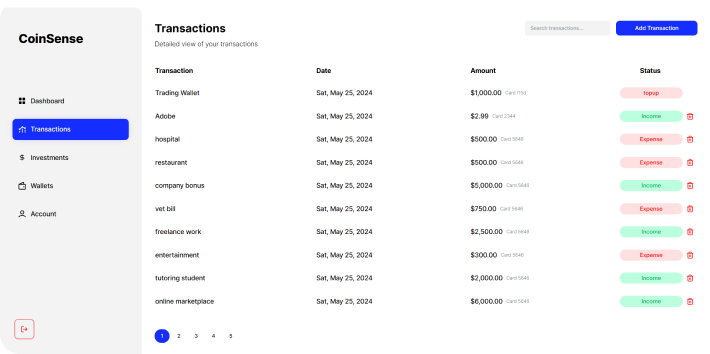 CoinSense
Dashboard
Transactions
Investments
Wallets
Account
Transactions
Detailed view of your transactions
Search transactions...
Add Transaction
Transaction Date Amount Status
Trading Wallet Sat, May 25, 2024 $1,000.00 Card topup
Adobe Sat, May 25, 2024 $2.99 Card 2344 Income
hospital Sat, May 25, 2024 $500.00 Card 5646 Expense
restaurant Sat, May 25, 2024 $500.00 Card 5646 Expense
company bonus Sat, May 25, 2024 $5,000.00 Card 5646 Income
vet bill Sat, May 25, 2024 $750.00 Card 5646 Expense
freelance work Sat, May 25, 2024 $2,500.00 Card 5646 Income
entertainment Sat, May 25, 2024 $300.00 Card 5646 Expense
tutoring student Sat, May 25, 2024 $2,000.00 Card 5646 Income
online marketplace Sat, May 25, 2024 $6,000.00 Card 5646 Income
1 2 3 4 5